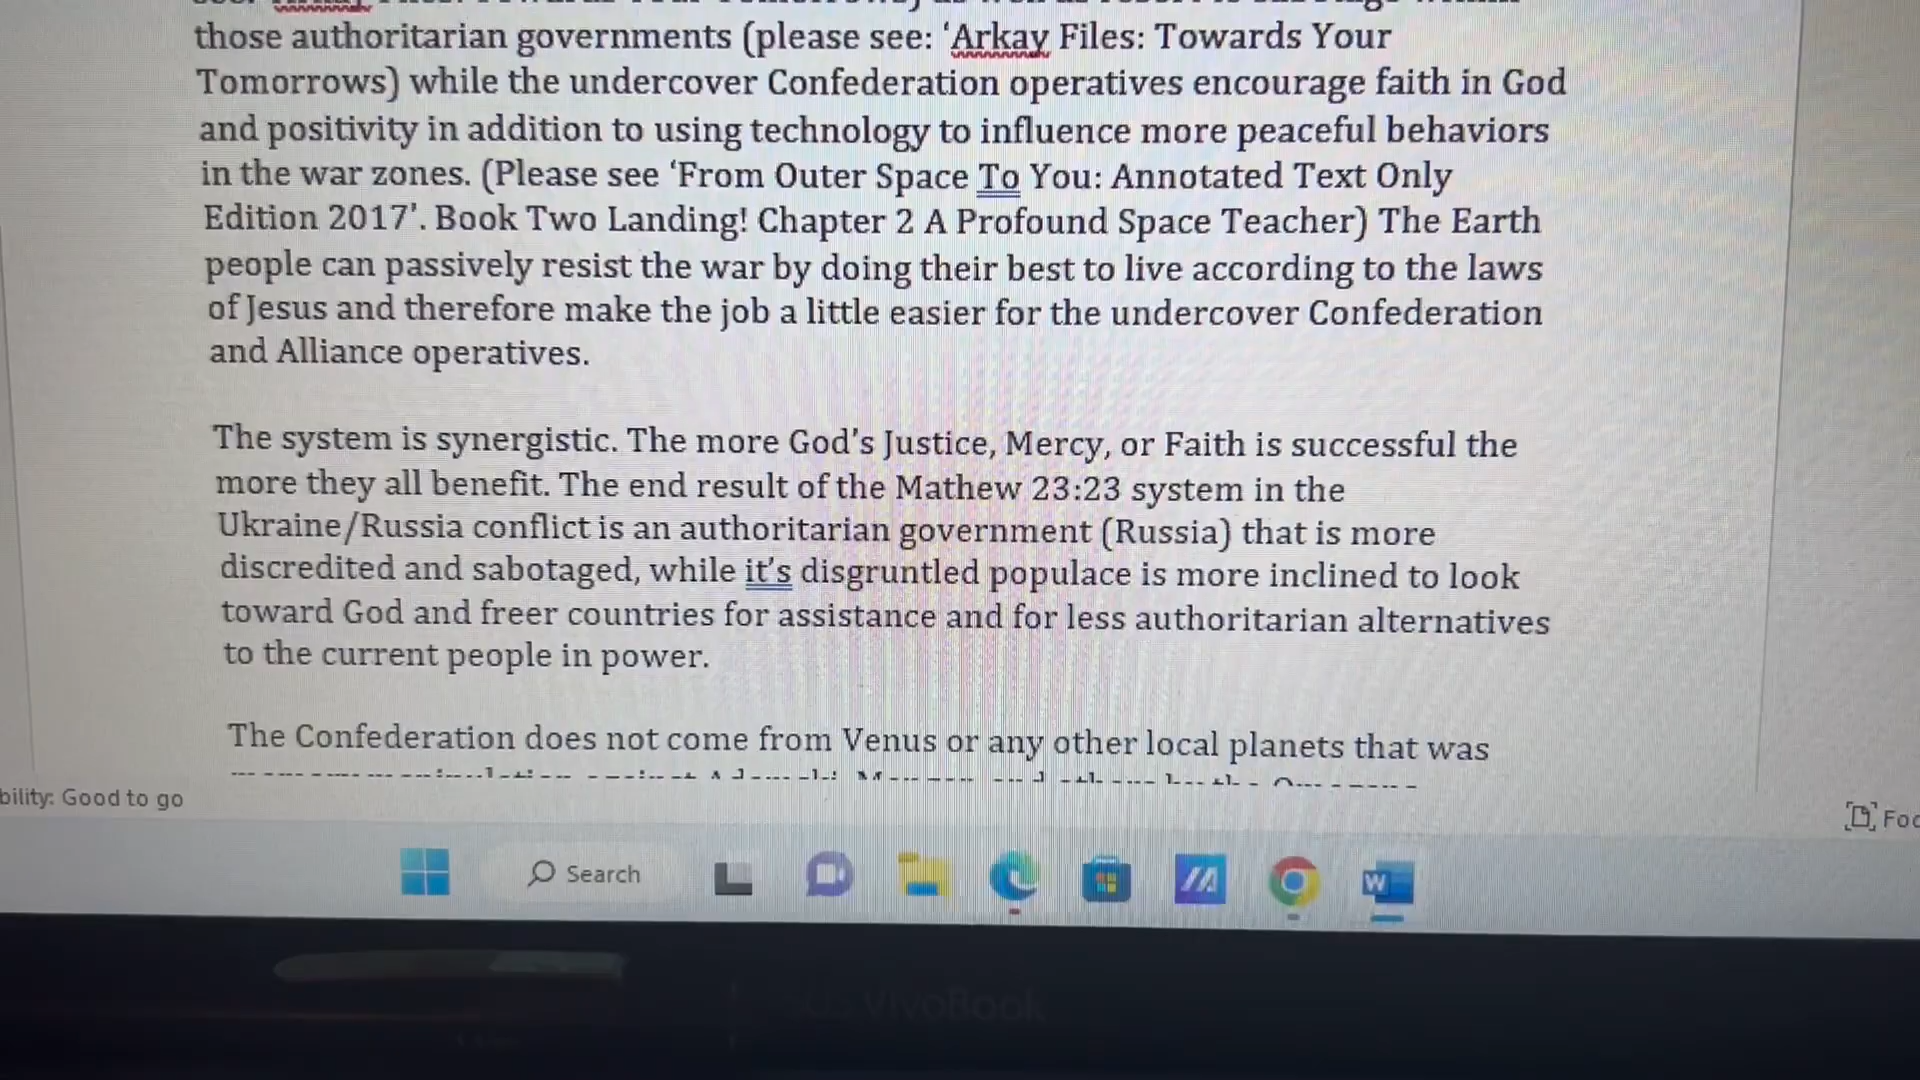 those authoritarian governments (please see: ‘Arkay Files: Towards Your
Tomorrows) while the undercover Confederation operatives encourage faith in God
and positivity in addition to using technology to influence more peaceful behaviors
in the war zones. (Please see ‘From Outer Space To You: Annotated Text Only
Edition 2017’. Book Two Landing! Chapter 2 A Profound Space Teacher) The Earth
people can passively resist the war by doing their best to live according to the laws
of Jesus and therefore make the job a little easier for the undercover Confederation
and Alliance operatives.
The system is synergistic. The more God’s Justice, Mercy, or Faith is successful the
more they all benefit. The end result of the Mathew 23:23 system in the
Ukraine/Russia conflict is an authoritarian government (Russia) that is more
discredited and sabotaged, while it’s disgruntled populace is more inclined to look
toward God and freer countries for assistance and for less authoritarian alternatives
to the current people in power.
The Confederation does not come from Venus or any other local planets that was
bility: Good to go
Foc
Search
VivoBook